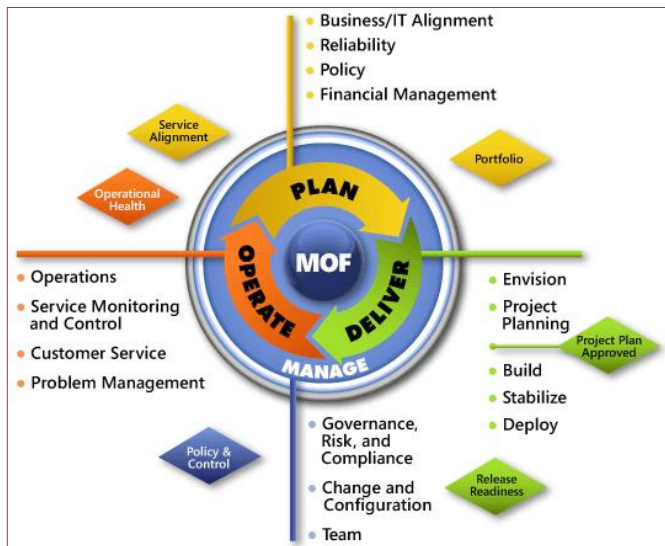 Business/IT Alignment
Reliability
Policy
Financial Management
Service
Alignment
Portfolio
Operational
Health
PLAN
MOF
OPERATE
DELIVER
MANAGE
Operations
Service Monitoring
and Control
Customer Service
Problem Management
Envision
Project
Planning
Project Plan
Approved
Build
Stabilize
Deploy
Policy &
Control
Governance,
Risk, and
Compliance
Change and
Configuration
Team
Release
Readiness